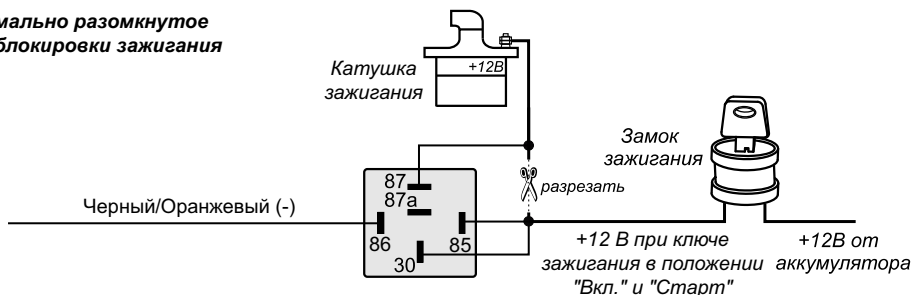 мально разомкнутое
блокировки зажигания
Катушка
зажигания
+12В
Замок
зажигания
разрезать
87
87а
86
85
30
Черный/Оранжевый (-)
+12 В при ключе
зажигания в положении
"Вкл." и "Старт"
+12В от
аккумулятора